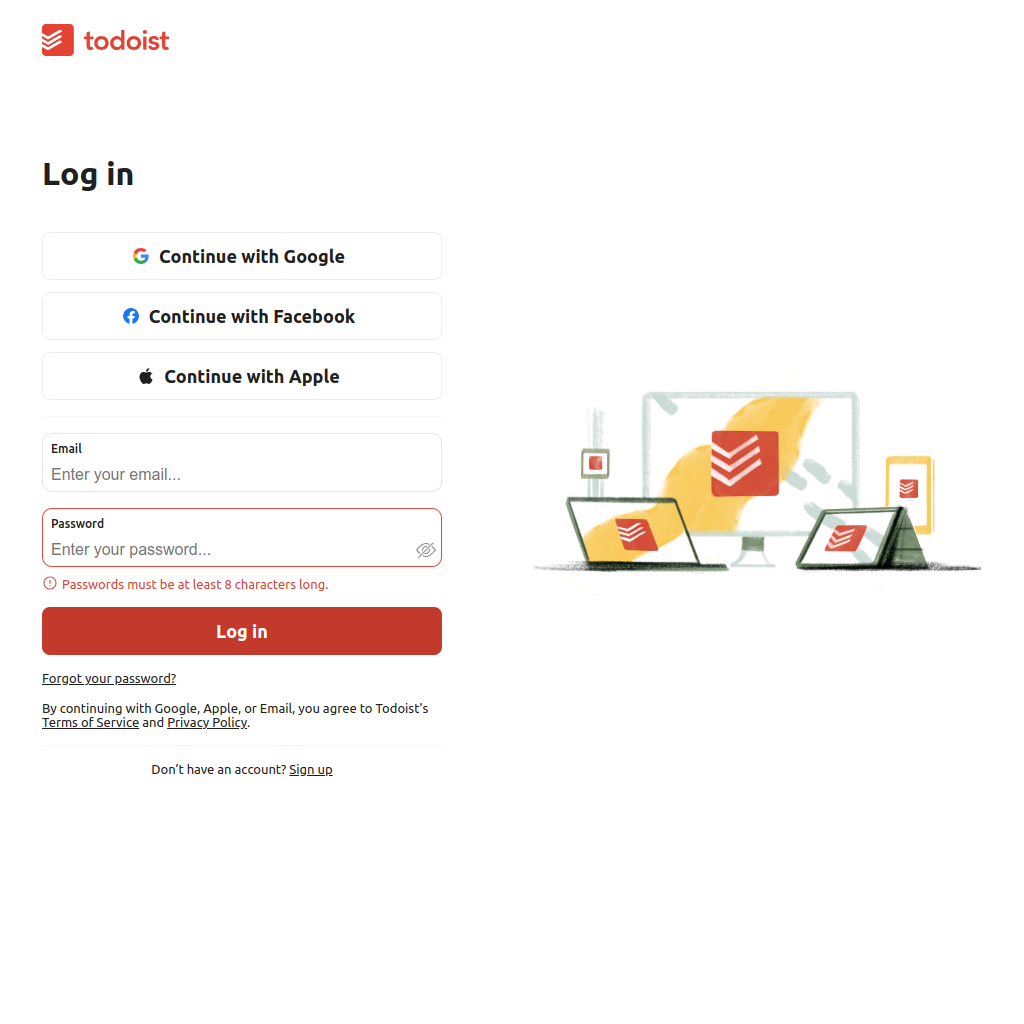 todoist
Log in
Continue with Google
Continue with Facebook
Continue with Apple
Email
Enter your email...
Password
Enter your password...
Passwords must be at least 8 characters long.
Log in
Forgot your password?
By continuing with Google, Apple, or Email, you agree to Todoist’s
Terms of Service and Privacy Policy.
Don’t have an account? Sign up